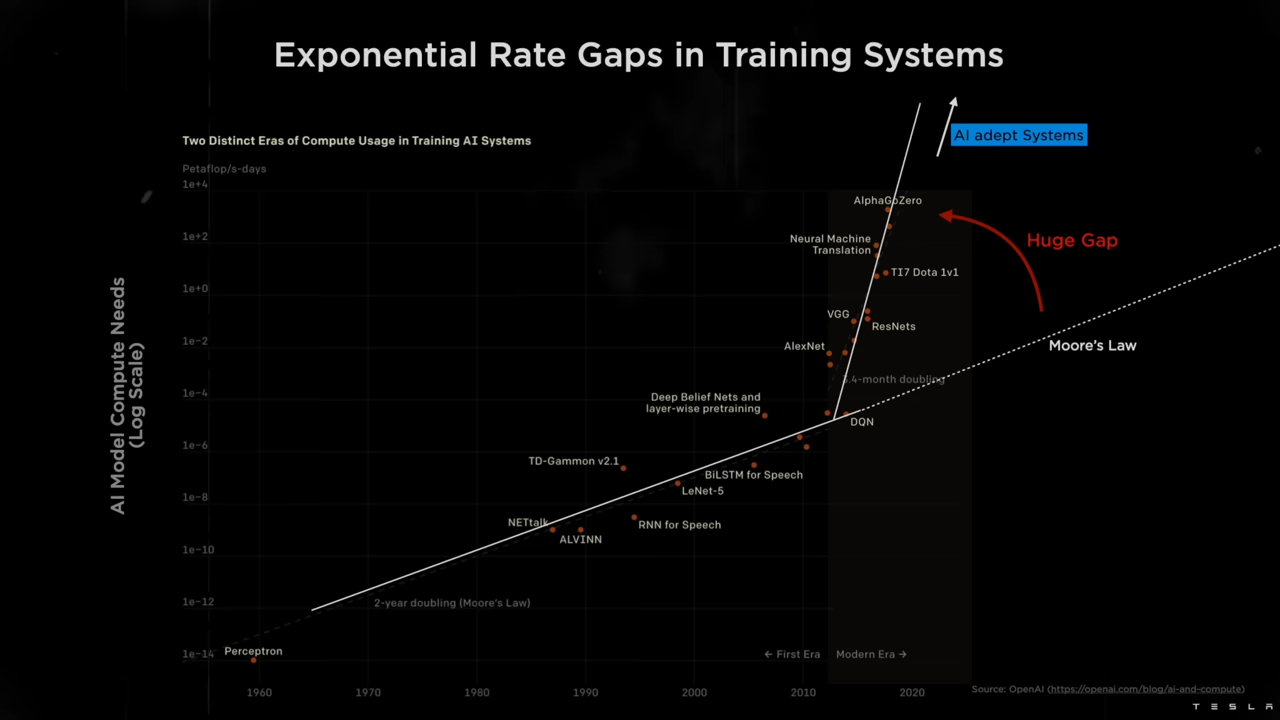 Exponential Rate Gaps in Training Systems
Two Distinct Eras of Compute Usage in Training AI Systems
AI adept Systems
Petaflop/s-days
1e+4
AlphaGoZero
1e+2
Neural Machine
Translation
Huge Gap
TI7 Dota 1v1
1e+0
VGG
ResNets
1e-2
AlexNet
Moore's Law
3.4-month doubling
1e-4
Deep Belief Nets and
layer-wise pretraining
DQN
AI Model Compute Needs
(Log Scale)
1e-6
TD-Gammon v2.1
BiLSTM for Speech
1e-8
LeNet-5
NETtalk
RNN for Speech
ALVINN
1e-10
1e-12
2-year doubling (Moore's Law)
1e-14
Perceptron
← First Era
Modern Era →
1960 1970 1980 1990 2000 2010 2020
Source: OpenAI (https://openai.com/blog/ai-and-compute)
TESLA